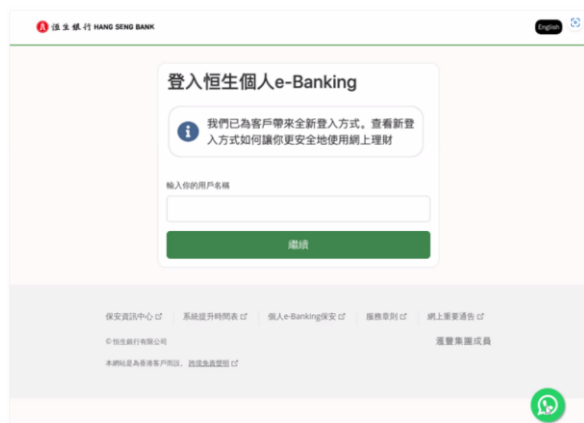 恒生銀行 HANG SENG BANK
English
登入恒生個人e-Banking
我們已為客戶帶來全新登入方式。查看新登
入方式如何讓你更安全地使用網上理財
輸入你的用戶名稱
繼續
保安資訊中心 系統提升時間表 個人e-Banking保安 服務章則 網上重要通告
© 恒生銀行有限公司
滙豐集團成員
本網站是為香港客戶而設。 跨境免責聲明